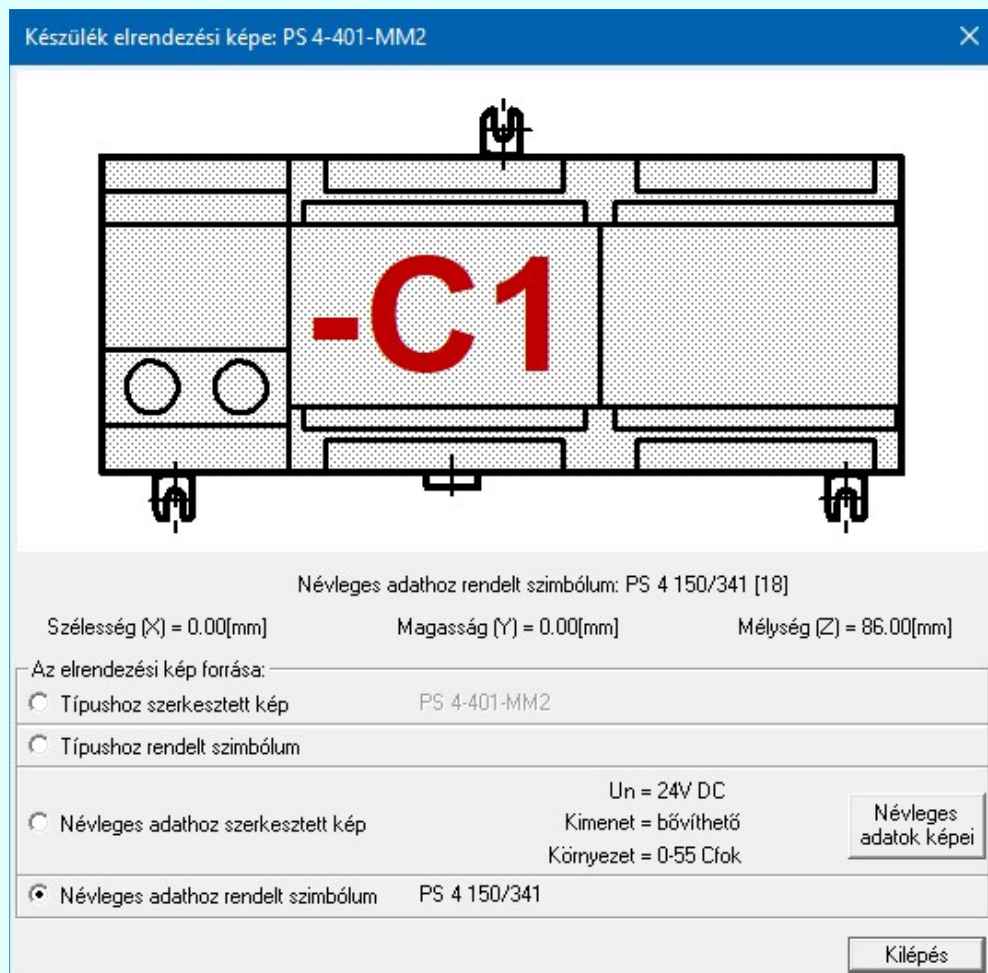 Készülék elrendezési képe: PS 4-401-MM2
-C1
Névleges adathoz rendelt szimbólum: PS 4 150/341 [18]
Szélesség (X) = 0.00[mm] Magasság (Y) = 0.00[mm] Mélység (Z) = 86.00[mm]
Az elrendezési kép forrása:
Típushoz szerkesztett kép PS 4-401-MM2
Típushoz rendelt szimbólum
Un = 24V DC
Névleges adathoz szerkesztett kép Kimenet = bővíthető
Környezet = 0-55 Cfok
Névleges
adatok képei
Névleges adathoz rendelt szimbólum PS 4 150/341
Kilépés